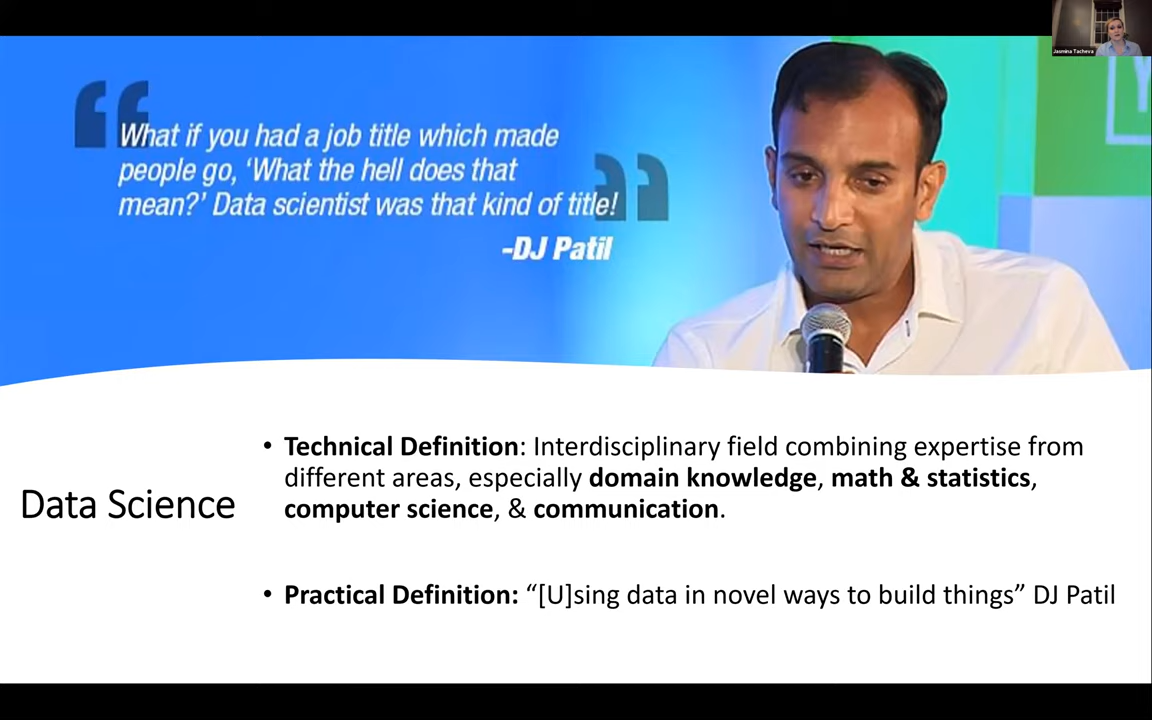 Jasmina Tacheva
What if you had a job title which made
people go, ‘What the hell does that
mean?’ Data scientist was that kind of title!
-DJ Patil
Data Science
• Technical Definition: Interdisciplinary field combining expertise from
different areas, especially domain knowledge, math & statistics,
computer science, & communication.
• Practical Definition: “[U]sing data in novel ways to build things” DJ Patil